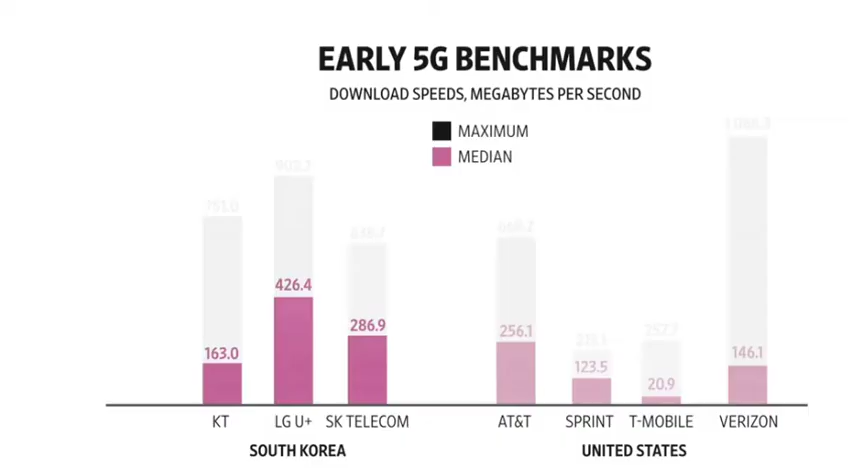 EARLY 5G BENCHMARKS
DOWNLOAD SPEEDS, MEGABYTES PER SECOND
MAXIMUM
MEDIAN
426.4
286.9
163.0
256.1
123.5
20.9
146.1
KT
LG U+
SK TELECOM
AT&T
SPRINT
T-MOBILE
VERIZON
SOUTH KOREA
UNITED STATES